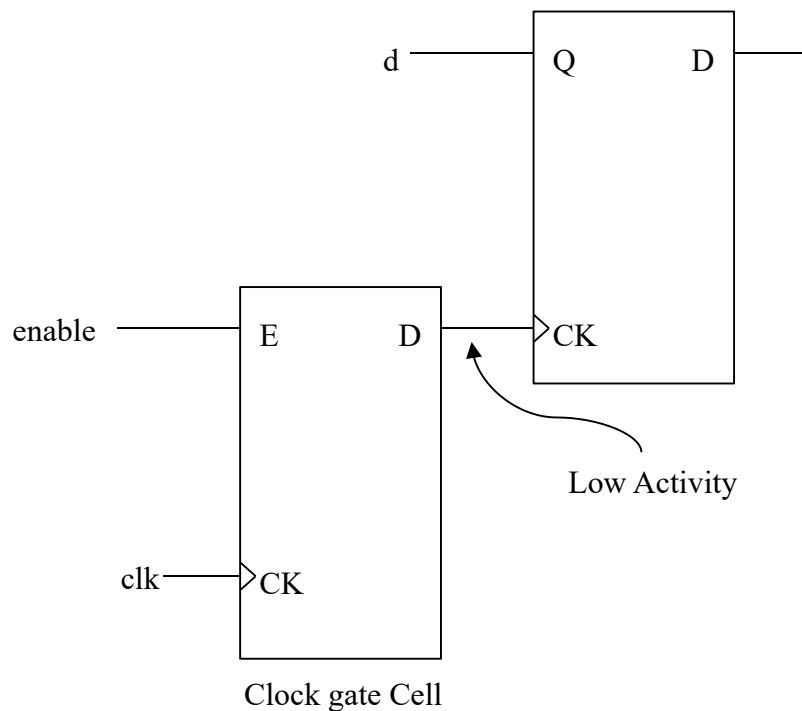 d Q D
enable E D CK
Low Activity
clk CK
Clock gate Cell